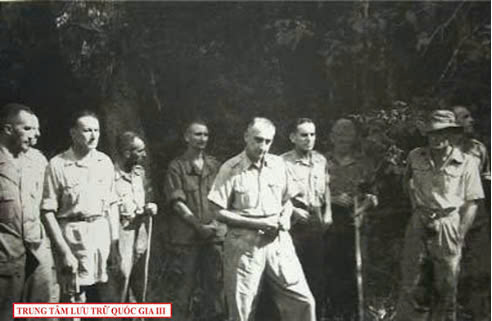 TRUNG TÂM LƯU TRỮ QUỐC GIA III